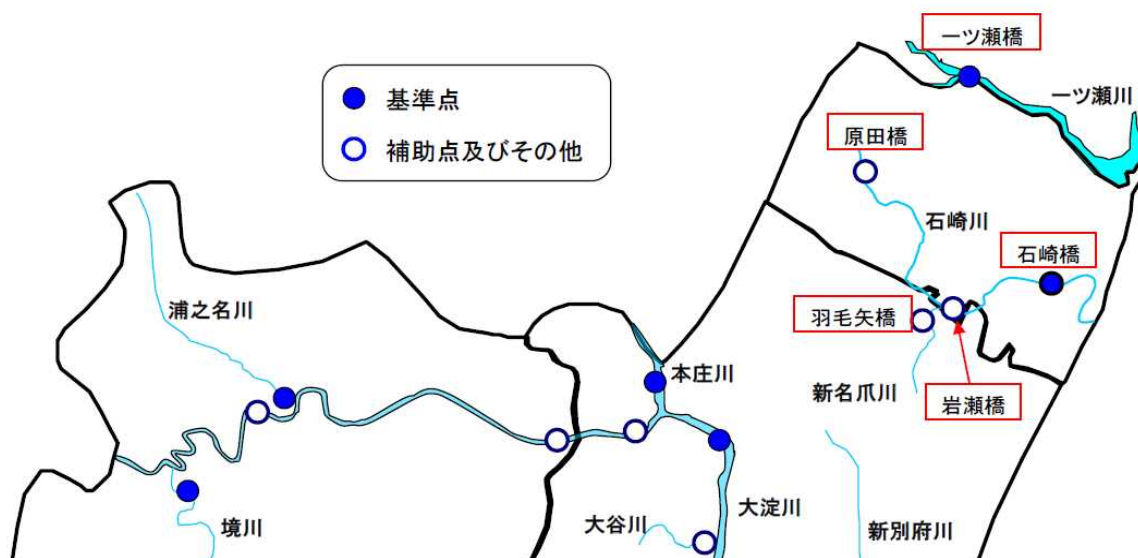 一ツ瀬橋
基準点
補助点及びその他
一ツ瀬川
原田橋
石崎川
石崎橋
浦之名川
羽毛矢橋
本庄川
新名爪川
岩瀬橋
大淀川
大谷川
境川
新別府川